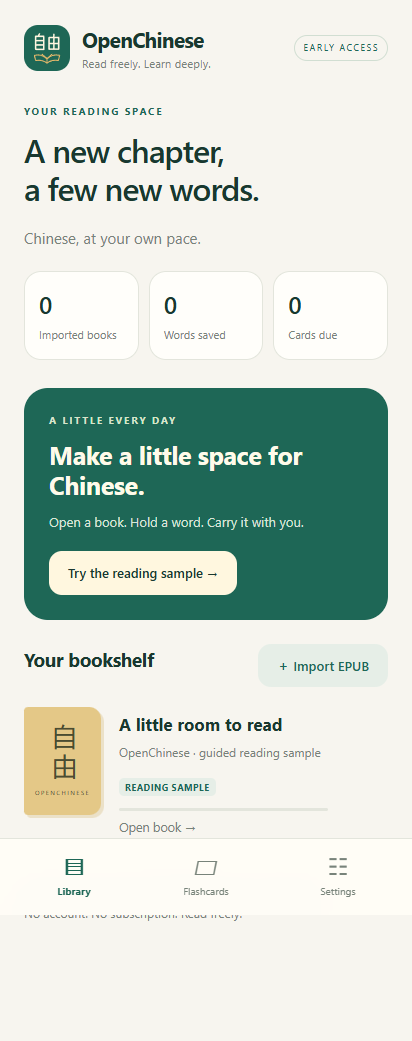 自由
OpenChinese
Read freely. Learn deeply.
EARLY ACCESS
YOUR READING SPACE
A new chapter,
a few new words.
Chinese, at your own pace.
0
Imported books
0
Words saved
0
Cards due
A LITTLE EVERY DAY
Make a little space for
Chinese.
Open a book. Hold a word. Carry it with you.
Try the reading sample →
Your bookshelf
+ Import EPUB
自
由
OPENCHINESE
A little room to read
OpenChinese · guided reading sample
READING SAMPLE
Open book →
Library
Flashcards
Settings
No account. No subscription. Read freely.